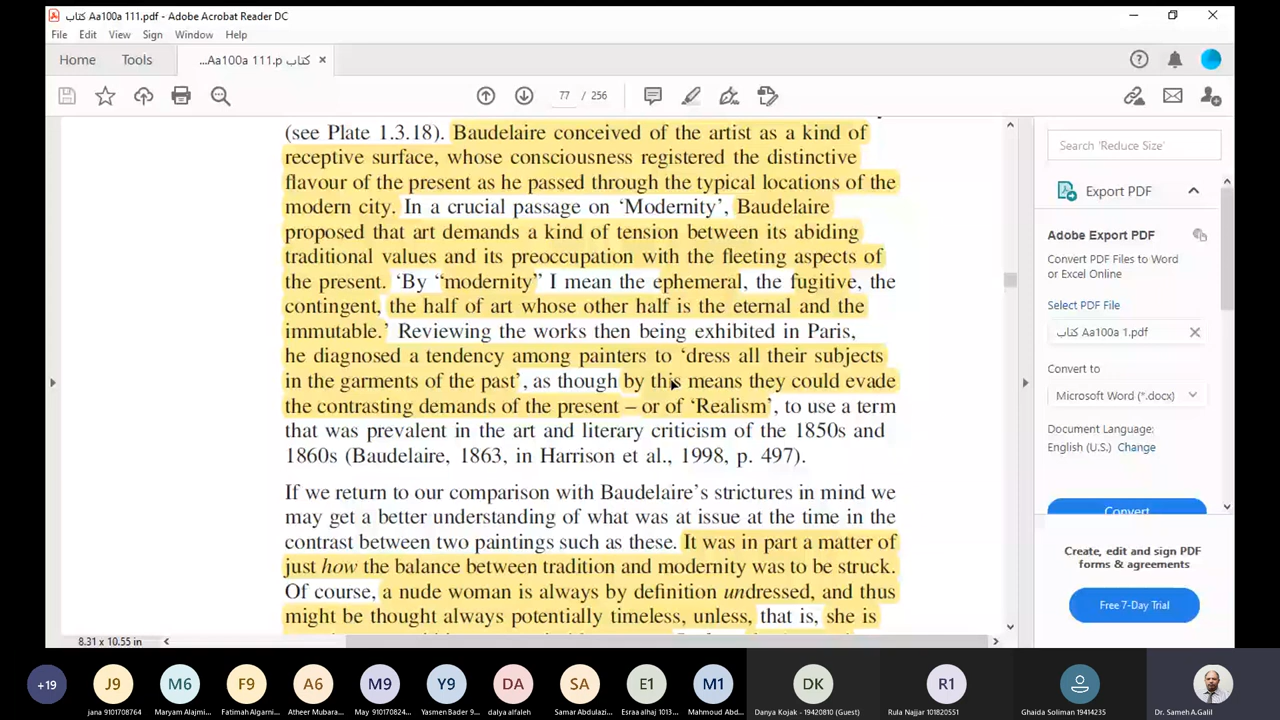 كتاب Aa100a 111.pdf - Adobe Acrobat Reader DC
File Edit View Sign Window Help
Home Tools كتاب Aa100a 111.p... ×
77 / 256
(see Plate 1.3.18). Baudelaire conceived of the artist as a kind of
receptive surface, whose consciousness registered the distinctive
flavour of the present as he passed through the typical locations of the
modern city. In a crucial passage on ‘Modernity’, Baudelaire
proposed that art demands a kind of tension between its abiding
traditional values and its preoccupation with the fleeting aspects of
the present. ‘By “modernity” I mean the ephemeral, the fugitive, the
contingent, the half of art whose other half is the eternal and the
immutable.’ Reviewing the works then being exhibited in Paris,
he diagnosed a tendency among painters to ‘dress all their subjects
in the garments of the past’, as though by this means they could evade
the contrasting demands of the present – or of ‘Realism’, to use a term
that was prevalent in the art and literary criticism of the 1850s and
1860s (Baudelaire, 1863, in Harrison et al., 1998, p. 497).
If we return to our comparison with Baudelaire’s strictures in mind we
may get a better understanding of what was at issue at the time in the
contrast between two paintings such as these. It was in part a matter of
just how the balance between tradition and modernity was to be struck.
Of course, a nude woman is always by definition undressed, and thus
might be thought always potentially timeless, unless, that is, she is
8.31 x 10.55 in
Search 'Reduce Size'
Export PDF
Adobe Export PDF
Convert PDF Files to Word
or Excel Online
Select PDF File
كتاب Aa100a 1.pdf
Convert to
Microsoft Word (*.docx)
Document Language:
English (U.S.) Change
Convert
Create, edit and sign PDF
forms & agreements
Free 7-Day Trial
+19 J9 M6 F9 A6 M9 Y9 DA SA E1 M1 DK R1
jana 9101708764 Maryam Alajmi... Fatimah Algarni... Atheer Mubara... May 910170824... Yasmen Bader 9... dalya alfaleh Samar Abdulazi... Esraa alhaj 1013... Mahmoud Abd... Danya Kojak - 19420810 (Guest) Rula Najjar 101820551 Ghaida Soliman 19414235 Dr. Sameh A.Galil